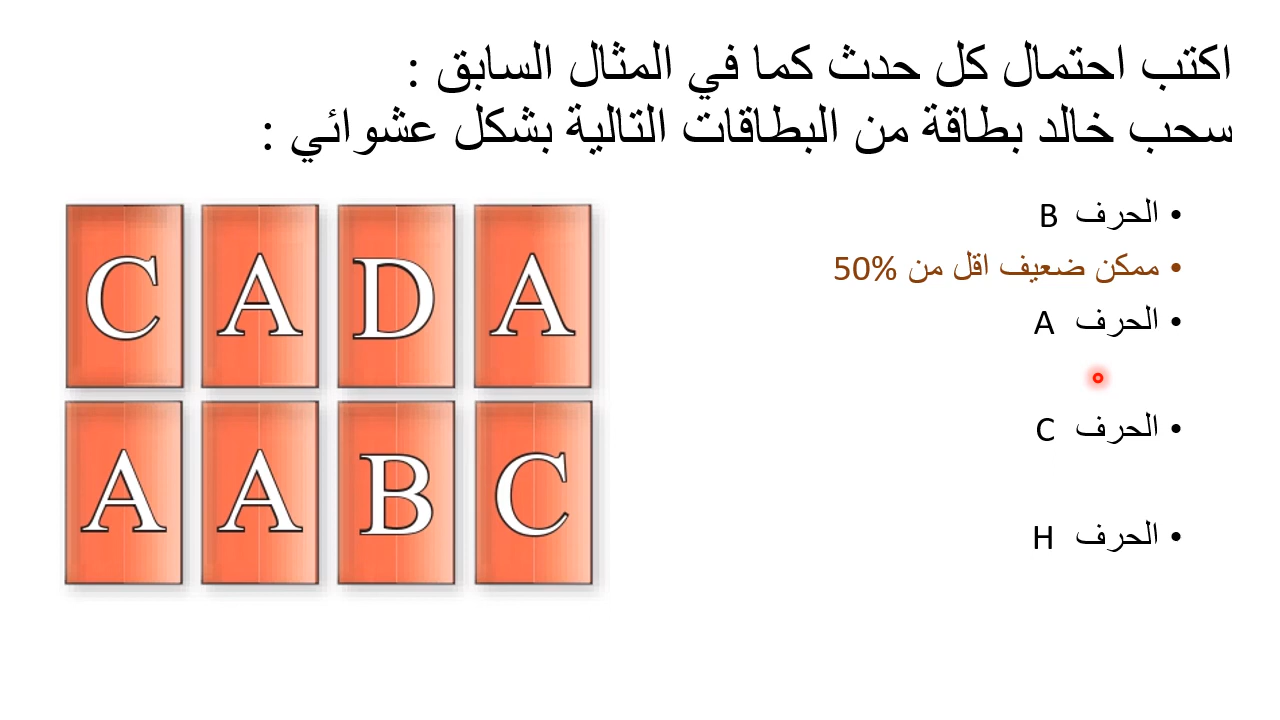 اكتب احتمال كل حدث كما في المثال السابق :
سحب خالد بطاقة من البطاقات التالية بشكل عشوائي :
• الحرف B
• ممكن ضعيف اقل من 50%
• الحرف A
• الحرف C
• الحرف H
C A D A
A A B C